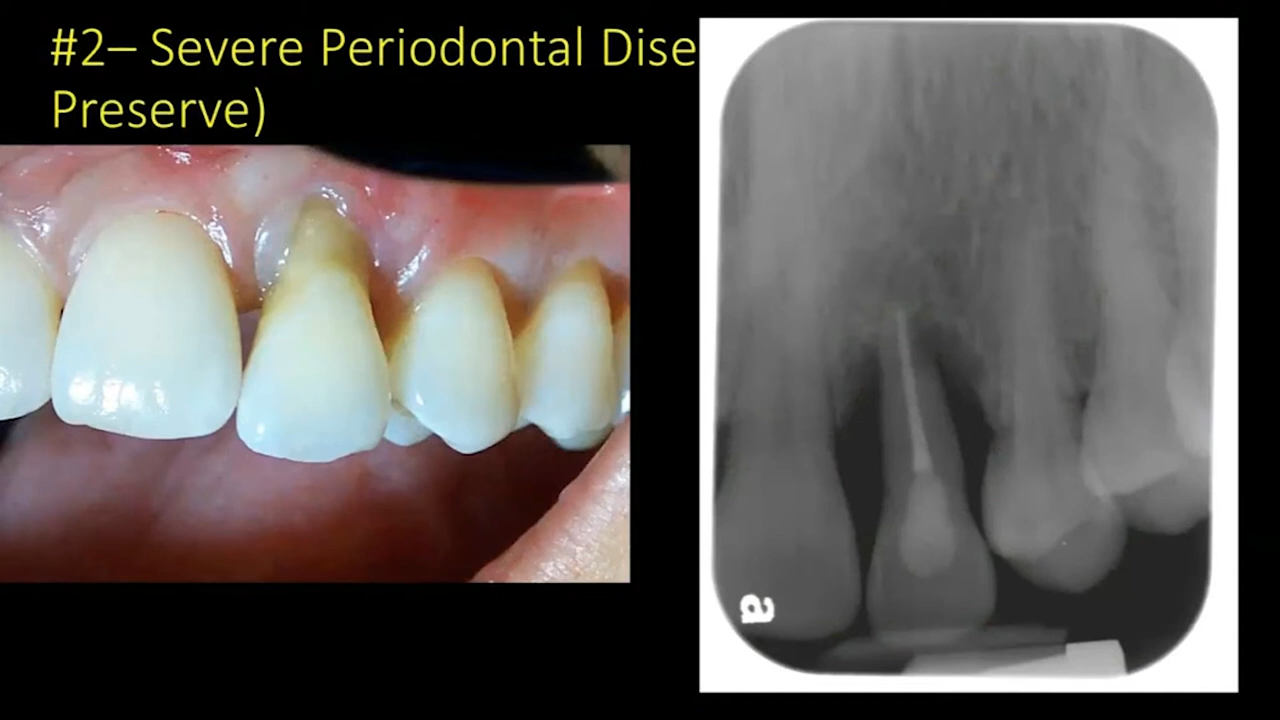 #2– Severe Periodontal Dise
Preserve)
a